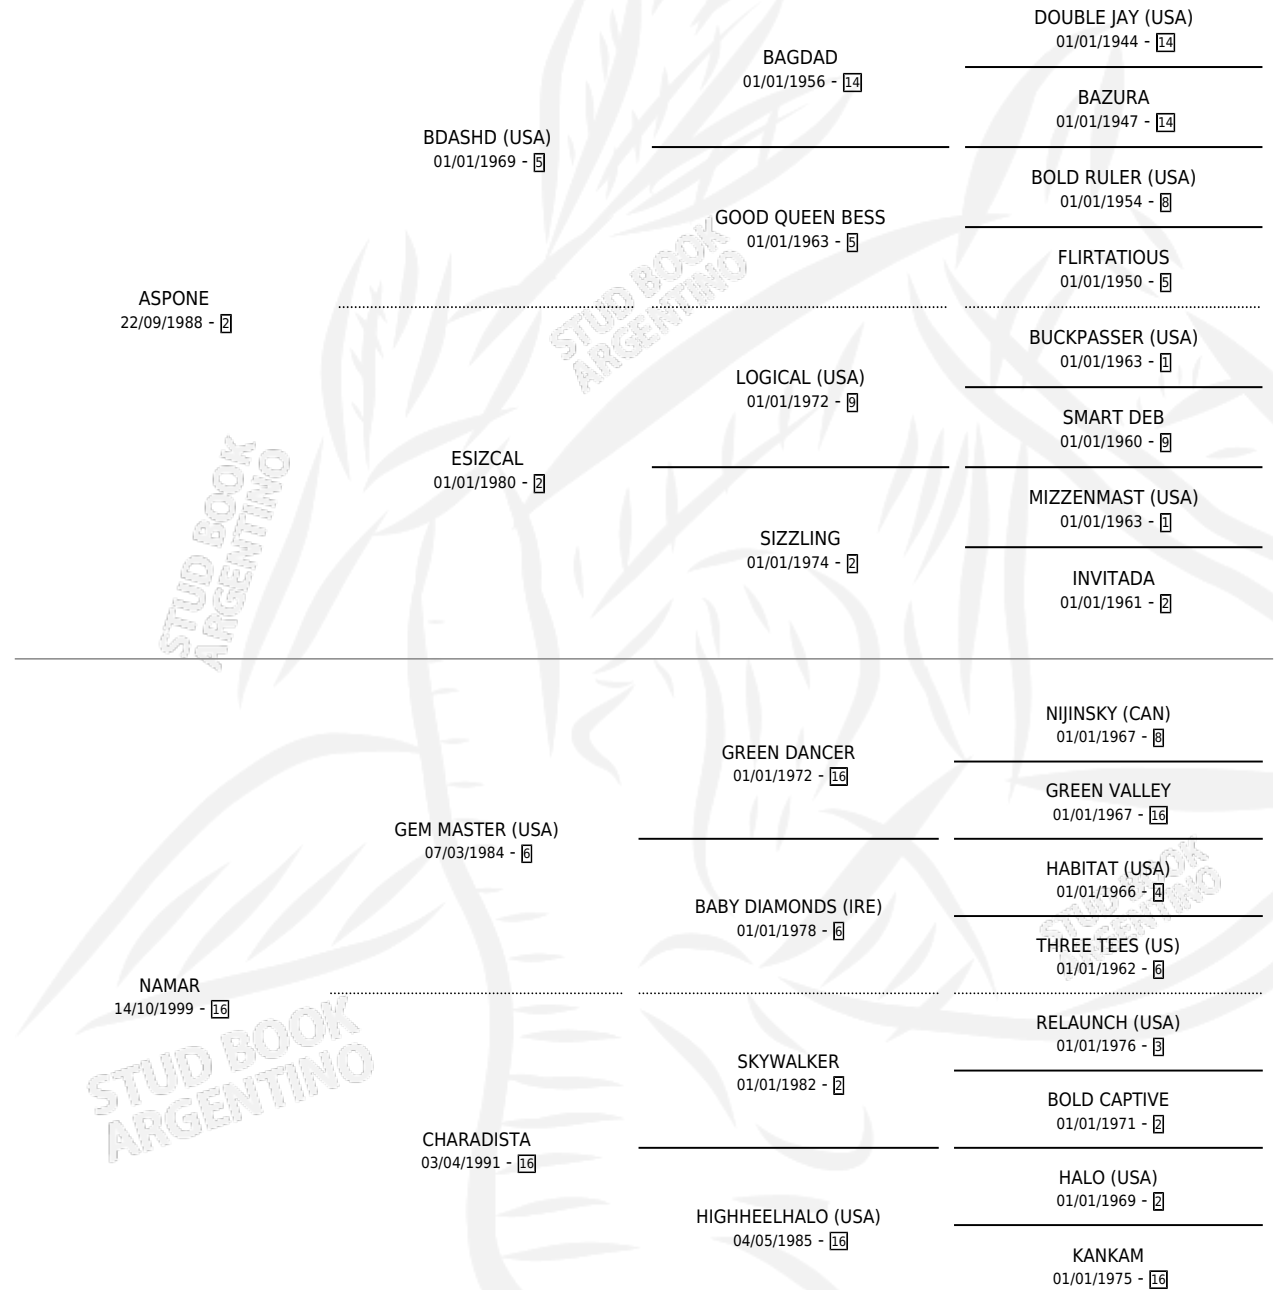 DOUBLE JAY (USA)
01/01/1944 - 14
BAGDAD
01/01/1956 - 14
BAZURA
01/01/1947 - 14
BDASHD (USA)
01/01/1969 - 5
BOLD RULER (USA)
01/01/1954 - 8
GOOD QUEEN BESS
01/01/1963 - 5
FLIRTATIOUS
01/01/1950 - 5
ASPONE
22/09/1988 - 2
STUD BOOK
ARGENTINO
BUCKPASSER (USA)
01/01/1963 - 1
LOGICAL (USA)
01/01/1972 - 9
SMART DEB
01/01/1960 - 9
ESIZCAL
01/01/1980 - 2
MIZZENMAST (USA)
01/01/1963 - 1
SIZZLING
01/01/1974 - 2
INVITADA
01/01/1961 - 2
STUD BOOK
ARGENTINO
NIJINSKY (CAN)
01/01/1967 - 8
GREEN DANCER
01/01/1972 - 16
GREEN VALLEY
01/01/1967 - 16
GEM MASTER (USA)
07/03/1984 - 6
HABITAT (USA)
01/01/1966 - 4
BABY DIAMONDS (IRE)
01/01/1978 - 6
STUD BOOK
ARGENTINO
THREE TEES (US)
01/01/1962 - 6
NAMAR
14/10/1999 - 16
STUD BOOK
ARGENTINO
RELAUNCH (USA)
01/01/1976 - 3
SKYWALKER
01/01/1982 - 2
BOLD CAPTIVE
01/01/1971 - 2
CHARADISTA
03/04/1991 - 16
HALO (USA)
01/01/1969 - 2
HIGHHEELHALO (USA)
04/05/1985 - 16
KANKAM
01/01/1975 - 16